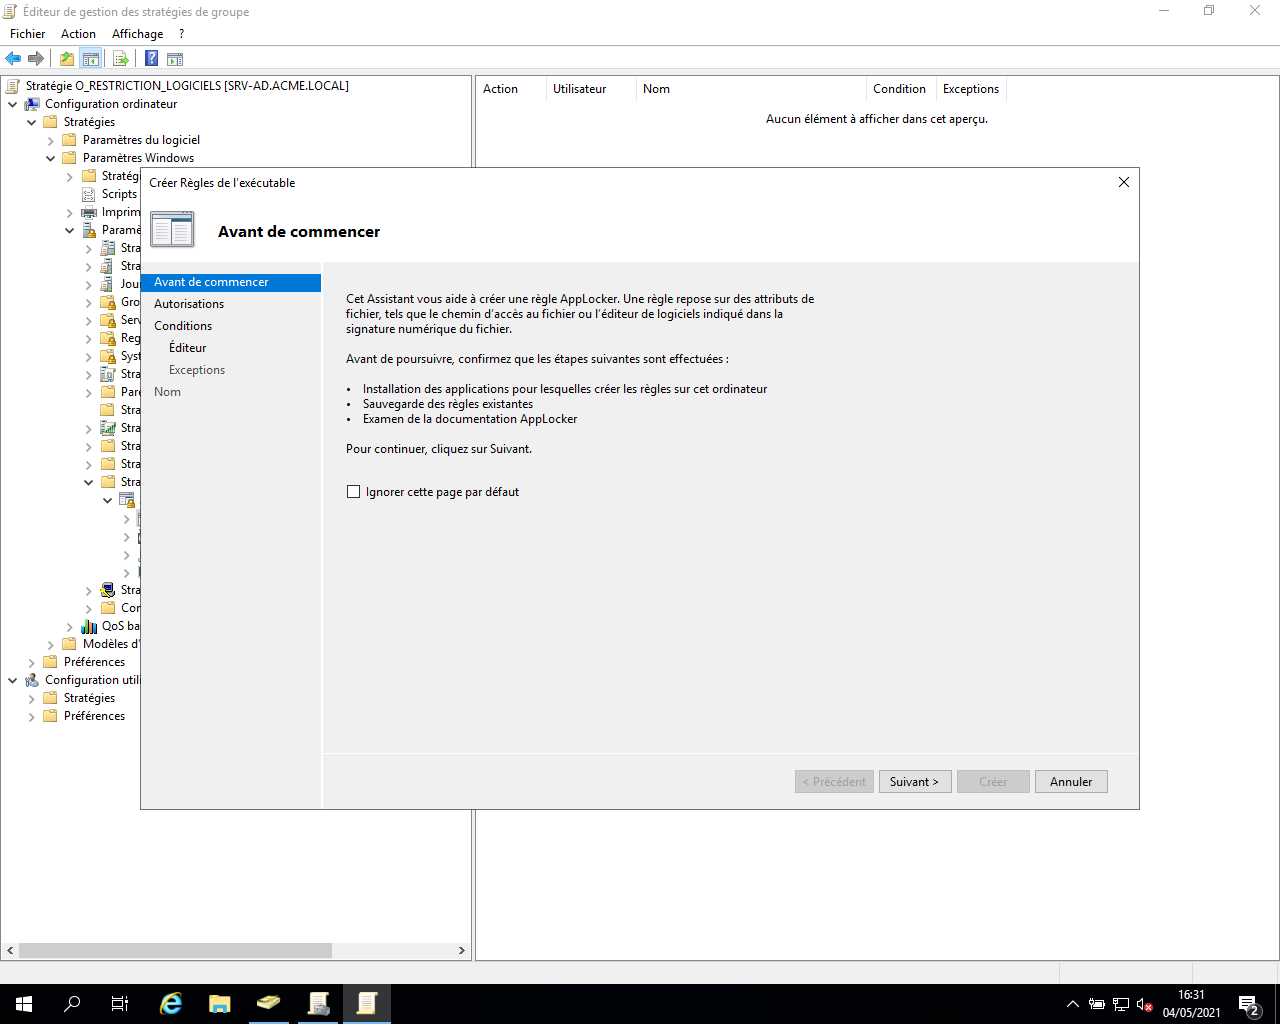 Éditeur de gestion des stratégies de groupe
Fichier Action Affichage ?
Stratégie O_RESTRICTION_LOGICIELS [SRV-AD.ACME.LOCAL]
Configuration ordinateur
Stratégies
Paramètres du logiciel
Paramètres Windows
Stratég
Scripts
Imprim
Paramè
Stra
Stra
Jou
Gro
Serv
Reg
Syst
Stra
Pare
Stra
Stra
Stra
Stra
Stra
Stra
Con
QoS ba
Modèles d'
Préférences
Configuration utili
Stratégies
Préférences
Action Utilisateur Nom Condition Exceptions
Aucun élément à afficher dans cet aperçu.
Créer Règles de l'exécutable
Avant de commencer
Avant de commencer
Autorisations
Conditions
Éditeur
Exceptions
Nom
Cet Assistant vous aide à créer une règle AppLocker. Une règle repose sur des attributs de
fichier, tels que le chemin d'accès au fichier ou l'éditeur de logiciels indiqué dans la
signature numérique du fichier.
Avant de poursuivre, confirmez que les étapes suivantes sont effectuées :
• Installation des applications pour lesquelles créer les règles sur cet ordinateur
• Sauvegarde des règles existantes
• Examen de la documentation AppLocker
Pour continuer, cliquez sur Suivant.
Ignorer cette page par défaut
< Précédent Suivant > Créer Annuler
16:31
04/05/2021
2